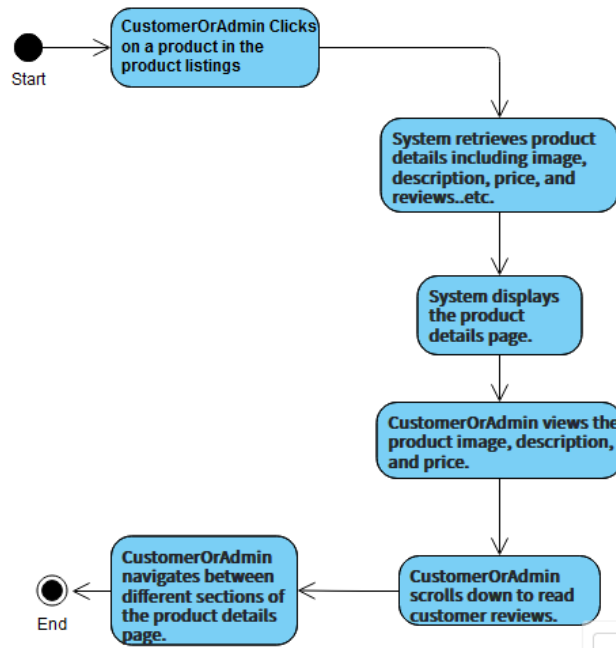 CustomerOrAdmin Clicks
on a product in the
product listings
Start
System retrieves product
details including image,
description, price, and
reviews..etc.
System displays
the product
details page.
CustomerOrAdmin views the
product image, description,
and price.
CustomerOrAdmin
scrolls down to read
customer reviews.
CustomerOrAdmin
navigates between
different sections of
the product details
page.
End